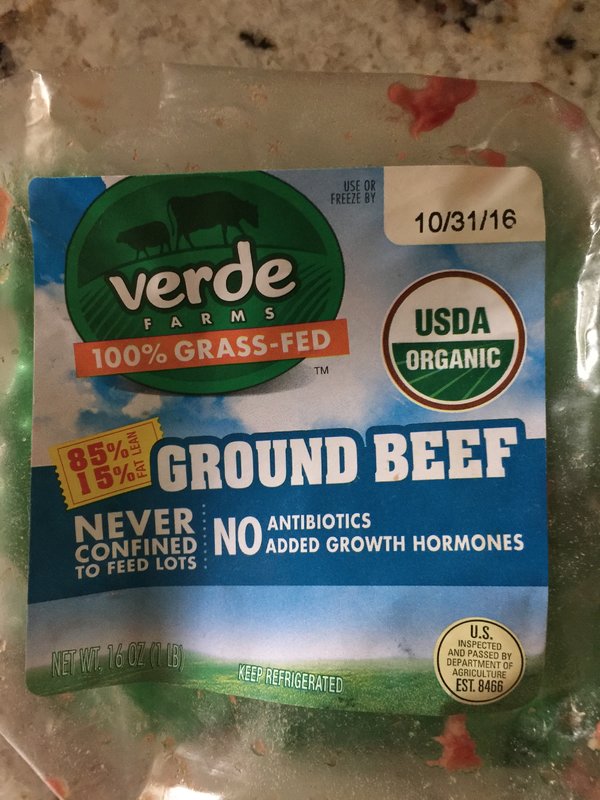 USE OR
FREEZE BY
10/31/16
verde
FARMS
100% GRASS-FED
TM
USDA
ORGANIC
85% LEAN
15% FAT
GROUND BEEF
NEVER
CONFINED
TO FEED LOTS
NO ANTIBIOTICS
ADDED GROWTH HORMONES
NET WT. 16 OZ (1 LB)
KEEP REFRIGERATED
U.S.
INSPECTED
AND PASSED BY
DEPARTMENT OF
AGRICULTURE
EST. 8466